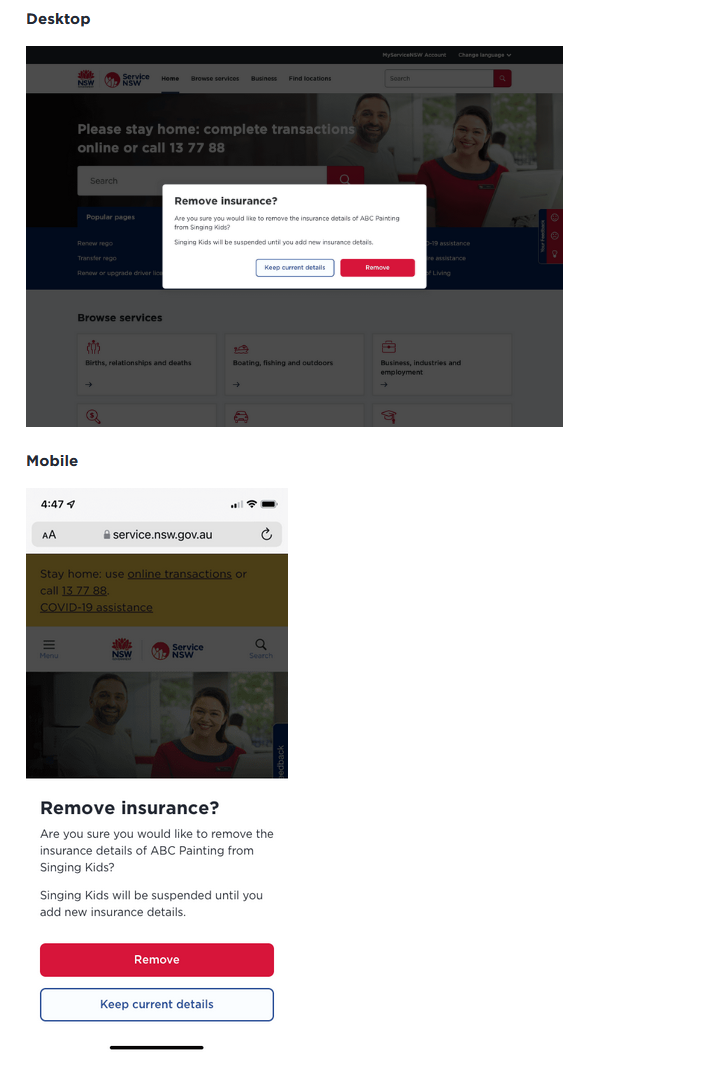 Desktop
MyServiceNSW Account Change language
NSW Service NSW Home Browse services Business Find locations Search
Please stay home: complete transactions
online or call 13 77 88
Search
Popular pages
Renew rego
Transfer rego
Renew or upgrade driver lice
-19 assistance
assistance
of Living
Your Feedback
Remove insurance?
Are you sure you would like to remove the insurance details of ABC Painting
from Singing Kids?
Singing Kids will be suspended until you add new insurance details.
Keep current details Remove
Browse services
Births, relationships and deaths
Boating, fishing and outdoors
Business, industries and
employment
Mobile
4:47
AA service.nsw.gov.au
Stay home: use online transactions or
call 13 77 88.
COVID-19 assistance
Menu NSW Service NSW Search
edback
Remove insurance?
Are you sure you would like to remove the
insurance details of ABC Painting from
Singing Kids?
Singing Kids will be suspended until you
add new insurance details.
Remove
Keep current details